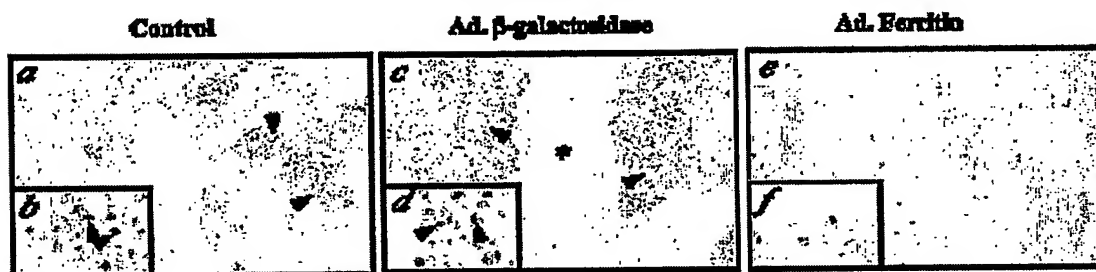 Control Ad. β-galactosidase Ad. Ferritin
a c e
b d f
*